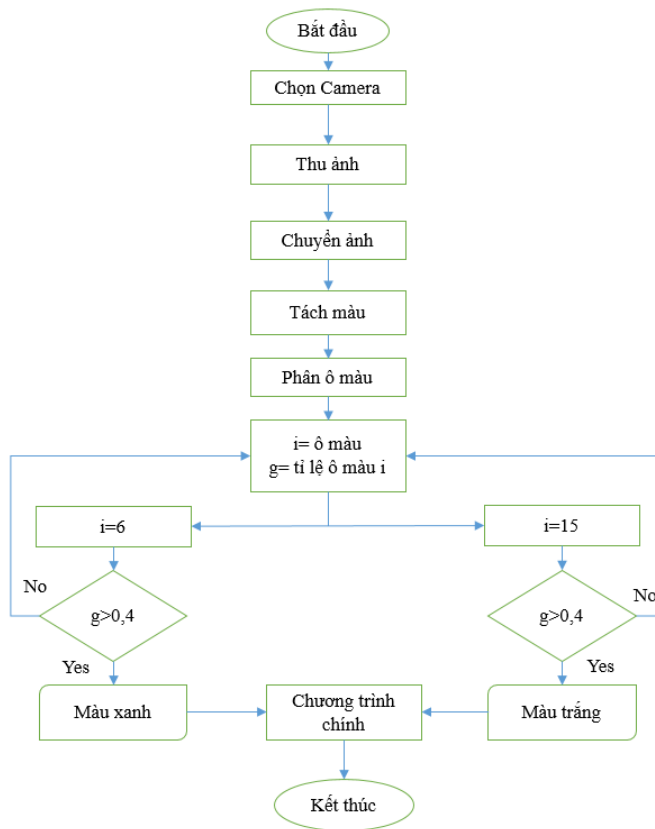 Bắt đầu
Chọn Camera
Thu ảnh
Chuyển ảnh
Tách màu
Phân ô màu
i= ô màu
g= tỉ lệ ô màu i
i=6
i=15
No
g>0,4
g>0,4
No
Yes
Yes
Màu xanh
Chương trình
chính
Màu trắng
Kết thúc